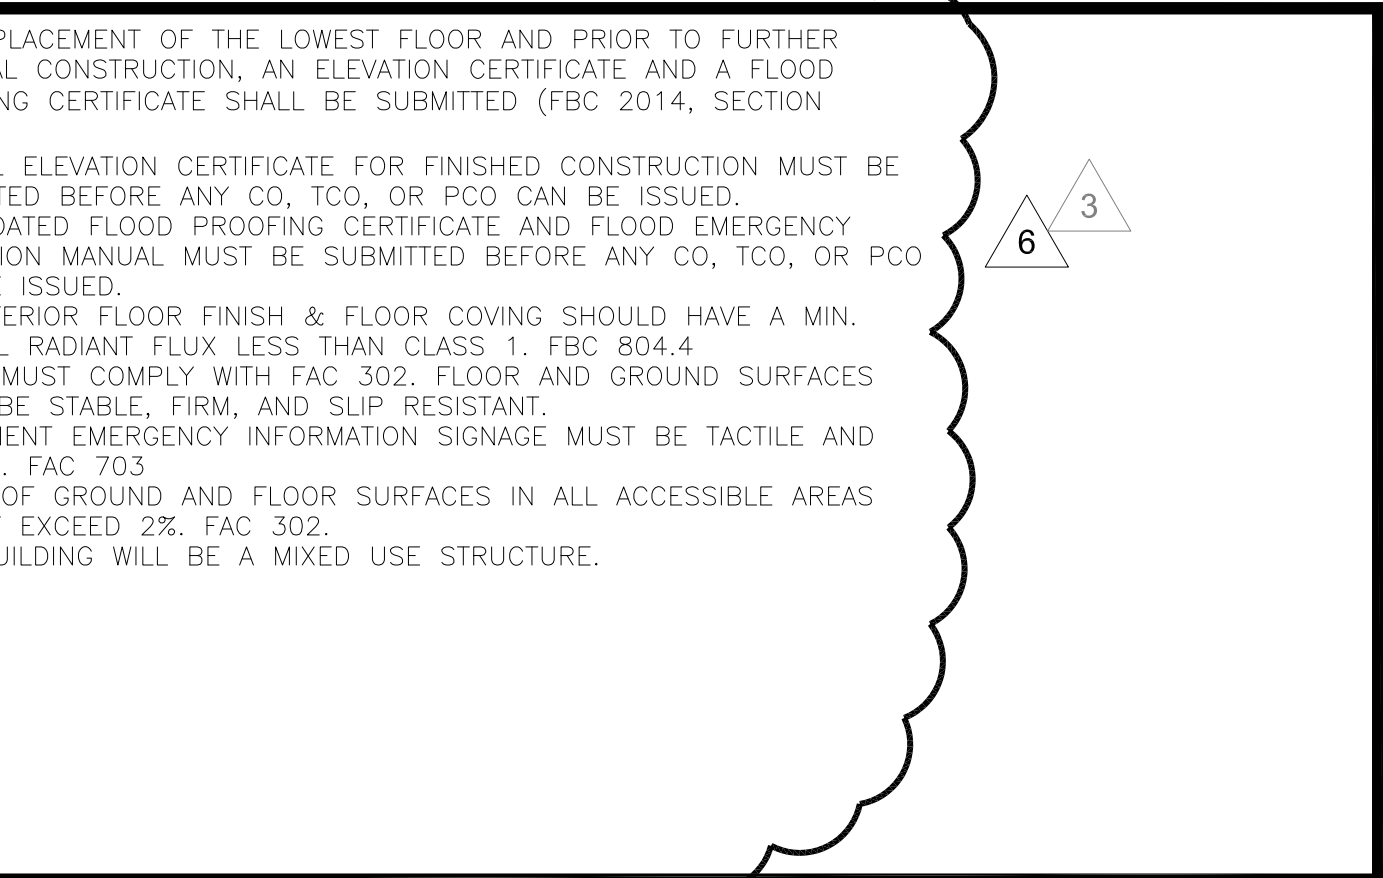 PLACEMENT OF THE LOWEST FLOOR AND PRIOR TO FURTHER
AL CONSTRUCTION, AN ELEVATION CERTIFICATE AND A FLOOD
NG CERTIFICATE SHALL BE SUBMITTED (FBC 2014, SECTION
ELEVATION CERTIFICATE FOR FINISHED CONSTRUCTION MUST BE
TED BEFORE ANY CO, TCO, OR PCO CAN BE ISSUED.
DATED FLOOD PROOFING CERTIFICATE AND FLOOD EMERGENCY
ION MANUAL MUST BE SUBMITTED BEFORE ANY CO, TCO, OR PCO
ISSUED.
TERIOR FLOOR FINISH & FLOOR COVING SHOULD HAVE A MIN.
L RADIANT FLUX LESS THAN CLASS 1. FBC 804.4
MUST COMPLY WITH FAC 302. FLOOR AND GROUND SURFACES
BE STABLE, FIRM, AND SLIP RESISTANT.
MENT EMERGENCY INFORMATION SIGNAGE MUST BE TACTILE AND
. FAC 703
OF GROUND AND FLOOR SURFACES IN ALL ACCESSIBLE AREAS
EXCEED 2%. FAC 302.
UILDING WILL BE A MIXED USE STRUCTURE.
3
6